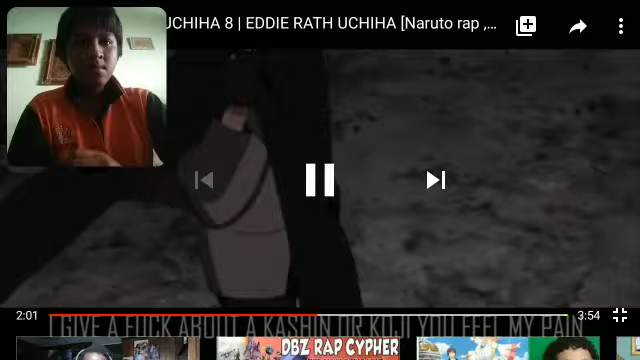 UCHIHA 8 | EDDIE RATH UCHIHA [Naruto rap ,...
2:01
3:54
I GIVE A FUCK ABOUT A KASHIN OR KOJI YOU FEEL MY PAIN
DBZ RAP CYPHER